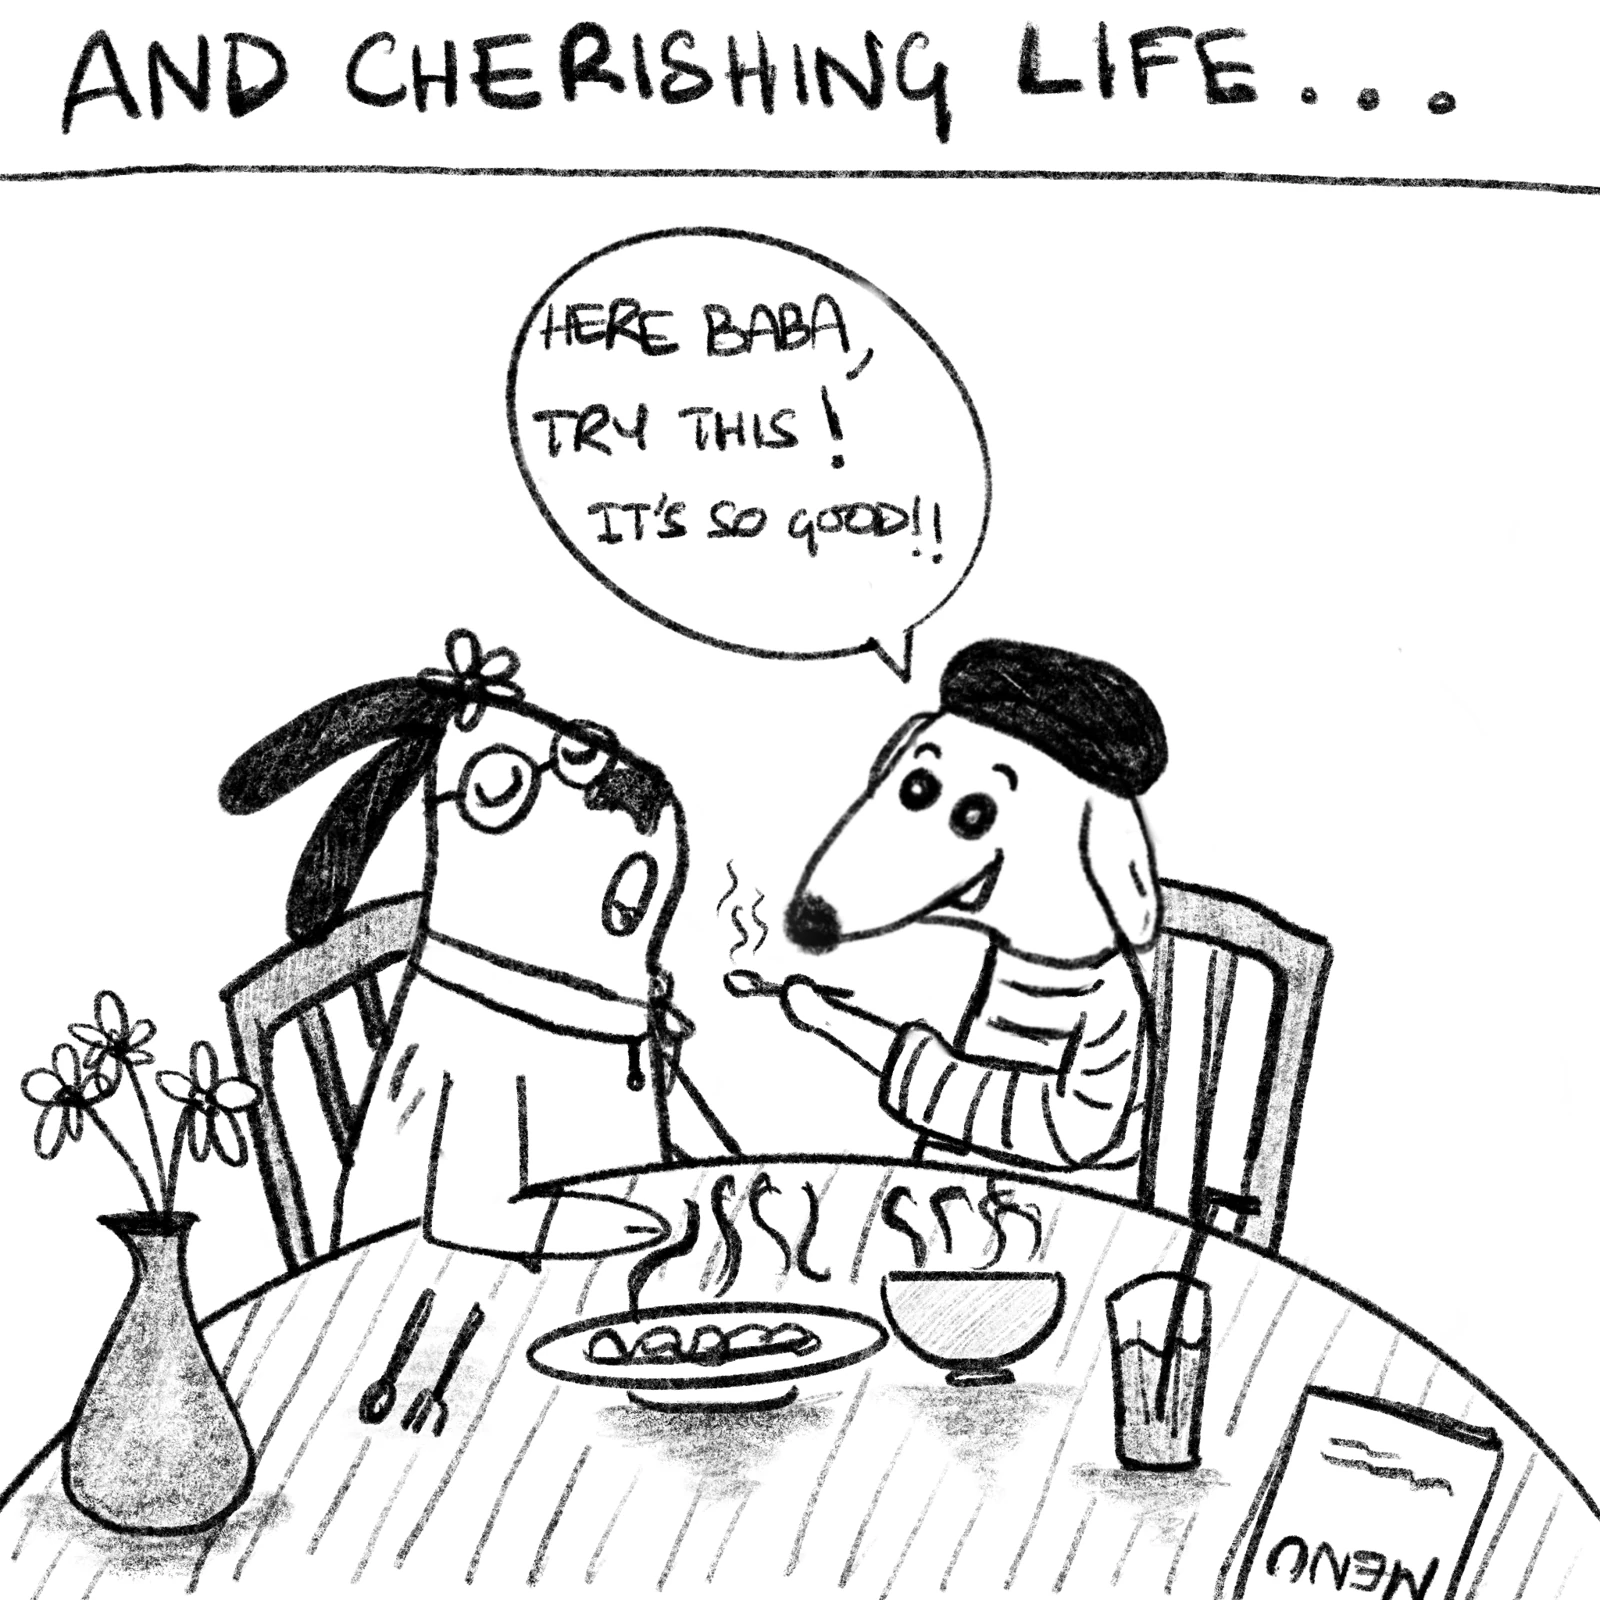 AND CHERISHING LIFE...
HERE BABA,
TRY THIS!
IT'S SO GOOD!!
MENU